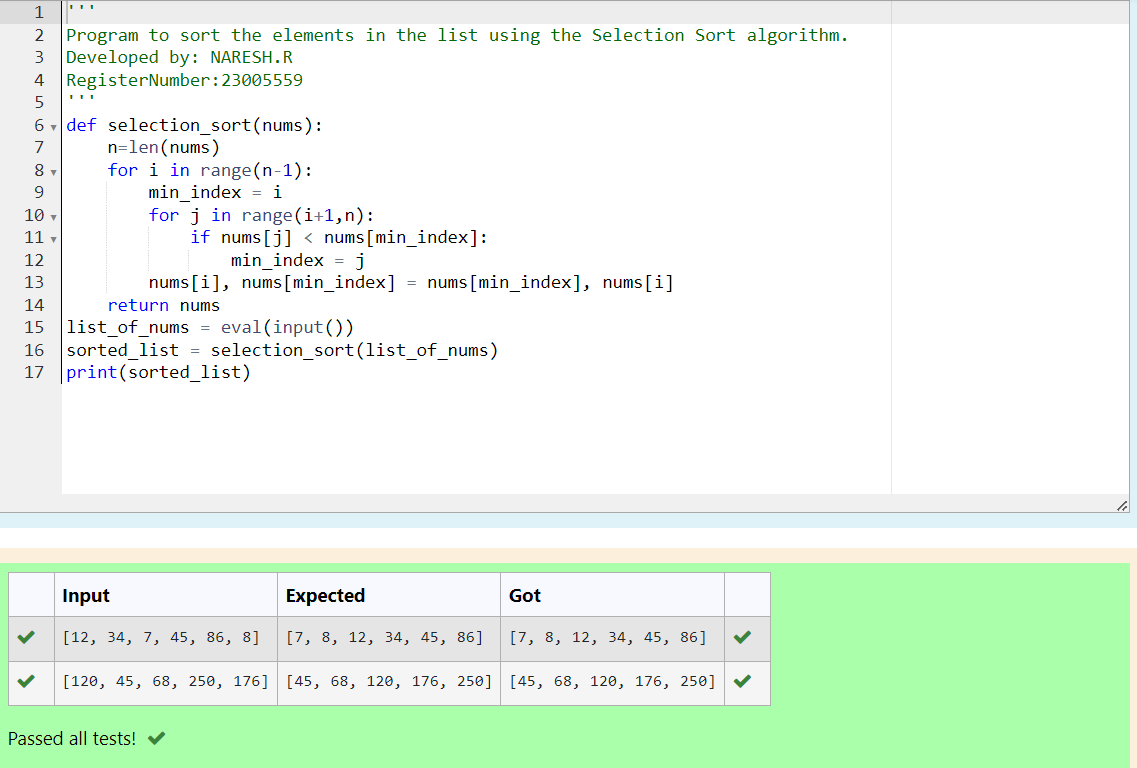 1 '''
2 Program to sort the elements in the list using the Selection Sort algorithm.
3 Developed by: NARESH.R
4 RegisterNumber:23005559
5 '''
6 def selection_sort(nums):
7     n=len(nums)
8     for i in range(n-1):
9         min_index = i
10         for j in range(i+1,n):
11             if nums[j] < nums[min_index]:
12                 min_index = j
13         nums[i], nums[min_index] = nums[min_index], nums[i]
14     return nums
15 list_of_nums = eval(input())
16 sorted_list = selection_sort(list_of_nums)
17 print(sorted_list)
Input Expected Got
[12, 34, 7, 45, 86, 8] [7, 8, 12, 34, 45, 86] [7, 8, 12, 34, 45, 86]
[120, 45, 68, 250, 176] [45, 68, 120, 176, 250] [45, 68, 120, 176, 250]
Passed all tests!